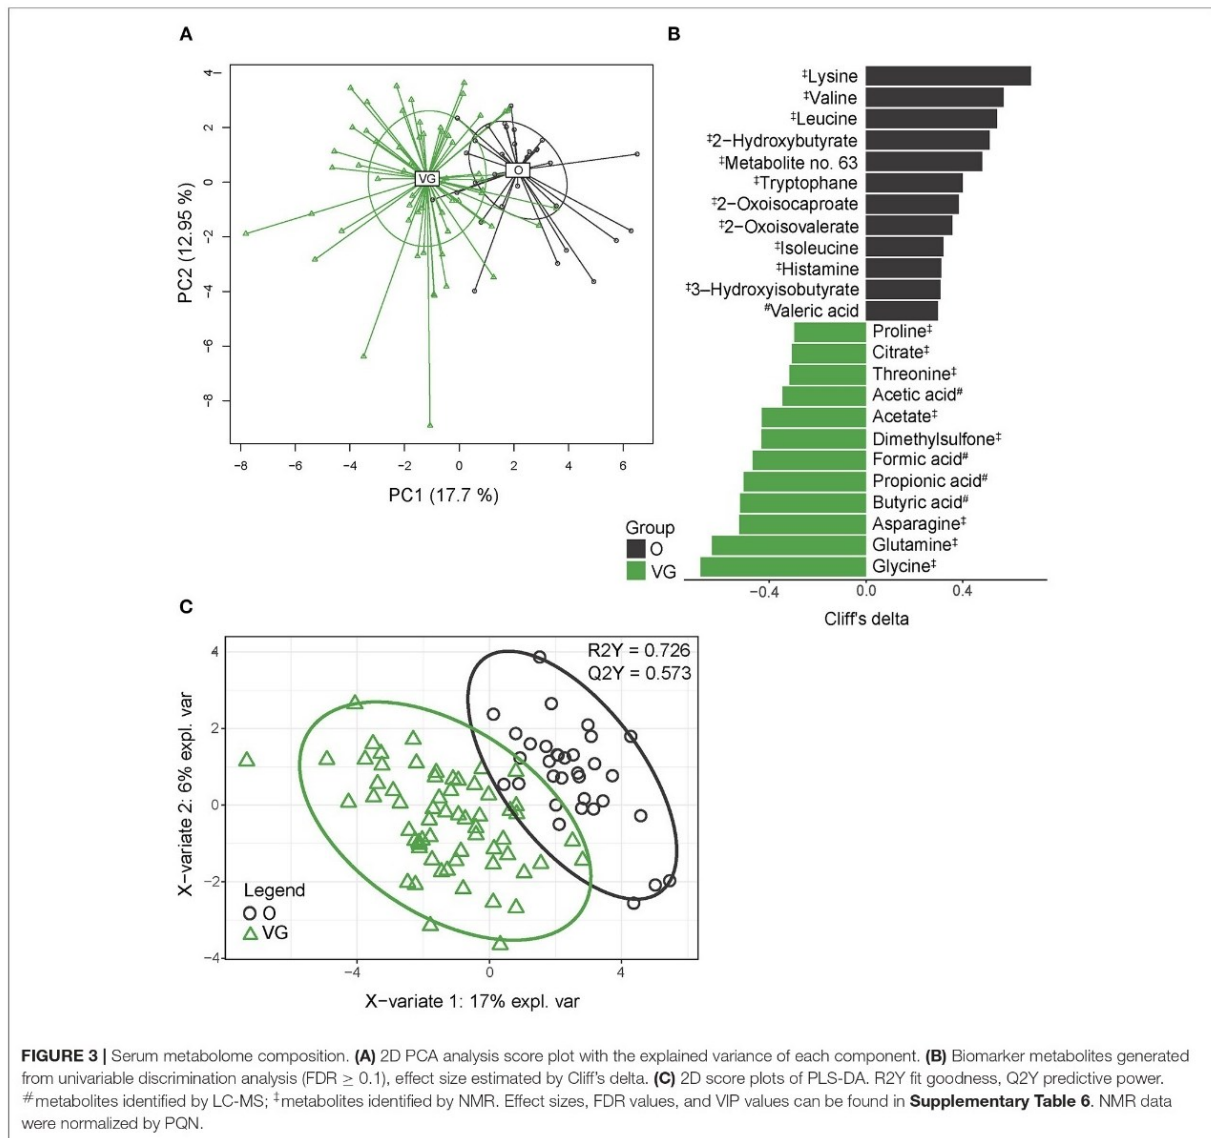 A
4
2
0
−2
−4
−6
−8
PC2 (12.95 %)
VG
O
−8 −6 −4 −2 0 2 4 6
PC1 (17.7 %)
B
‡Lysine
‡Valine
‡Leucine
‡2−Hydroxybutyrate
‡Metabolite no. 63
‡Tryptophane
‡2−Oxoisocaproate
‡2−Oxoisovalerate
‡Isoleucine
‡Histamine
‡3–Hydroxyisobutyrate
#Valeric acid
Proline‡
Citrate‡
Threonine‡
Acetic acid#
Acetate‡
Dimethylsulfone‡
Formic acid#
Propionic acid#
Butyric acid#
Asparagine‡
Glutamine‡
Glycine‡
Group
O
VG
−0.4 0.0 0.4
Cliff's delta
C
R2Y = 0.726
Q2Y = 0.573
4
2
0
−2
−4
X−variate 2: 6% expl. var
Legend
O
VG
−4 0 4
X−variate 1: 17% expl. var
FIGURE 3 | Serum metabolome composition. (A) 2D PCA analysis score plot with the explained variance of each component. (B) Biomarker metabolites generated
from univariable discrimination analysis (FDR ≥ 0.1), effect size estimated by Cliff's delta. (C) 2D score plots of PLS-DA. R2Y fit goodness, Q2Y predictive power.
#metabolites identified by LC-MS; ‡metabolites identified by NMR. Effect sizes, FDR values, and VIP values can be found in Supplementary Table 6. NMR data
were normalized by PQN.